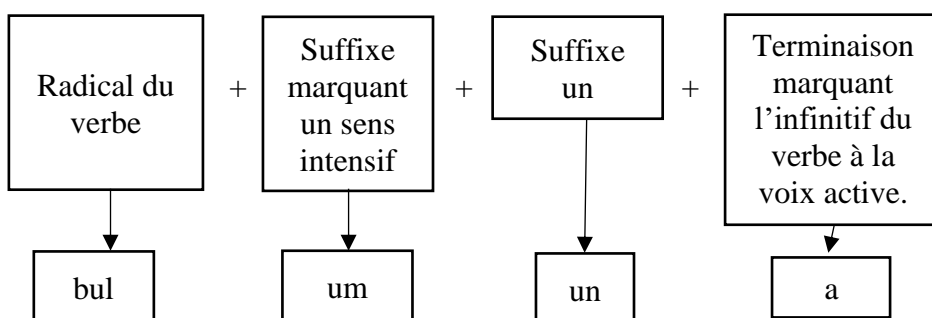 Radical du
verbe
+
Suffixe
marquant
un sens
intensif
+
Suffixe
un
+
Terminaison
marquant
l’infinitif du
verbe à la
voix active.
bul
um
un
a